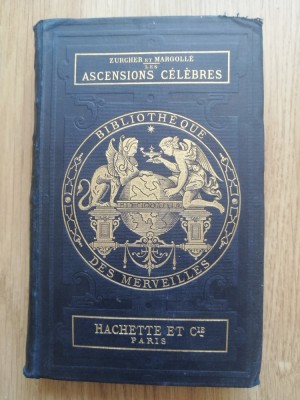 ZURCHER ET MARGOLLÉ
LES
ASCENSIONS CÉLÈBRES
BIBLIOTHÈQUE
DES MERVEILLES
HACHETTE ET Cie
PARIS